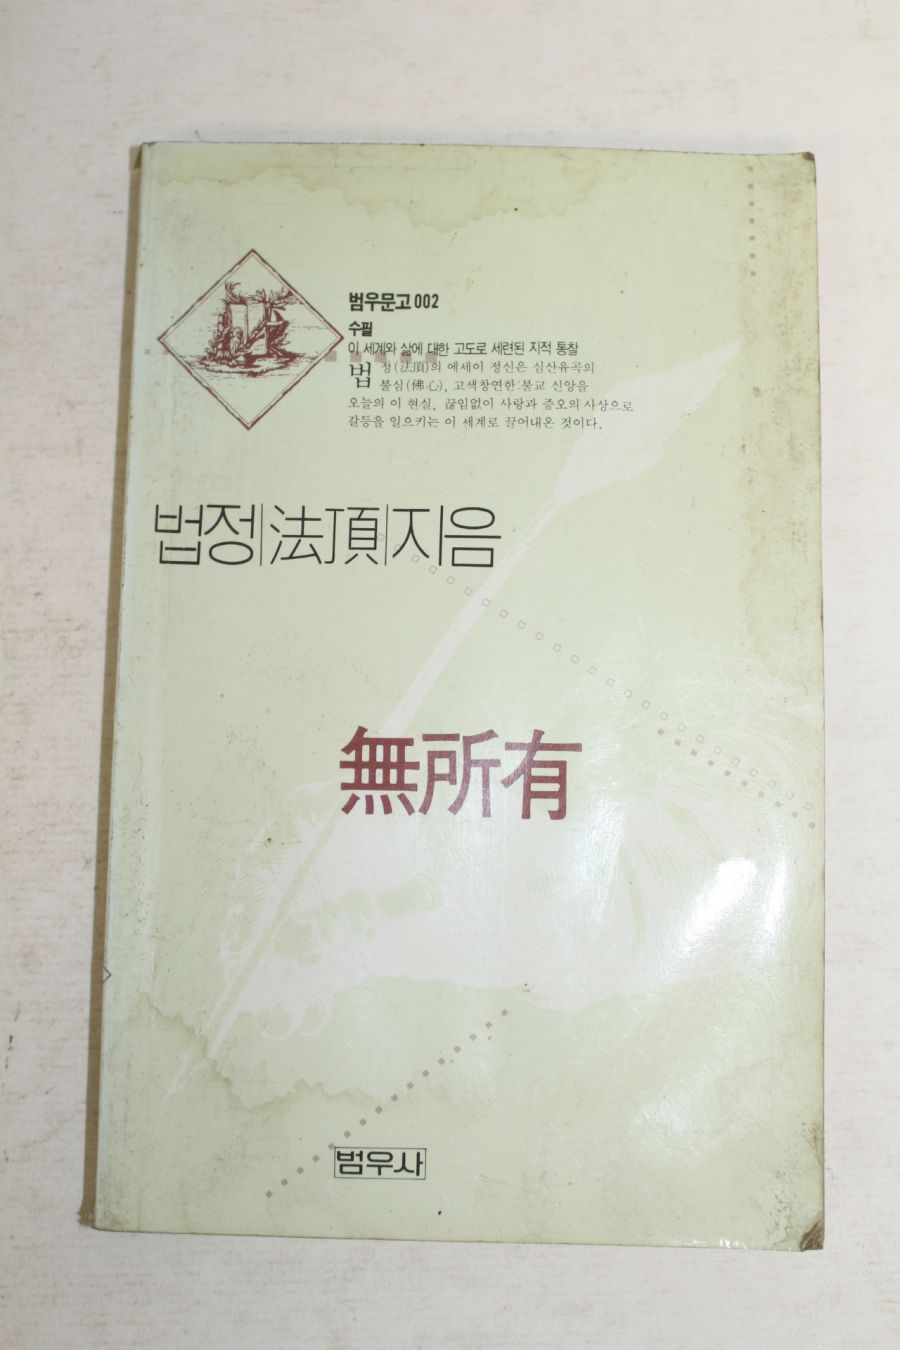 범우문고 002
수필
이 세계와 삶에 대한 고도로 세련된 지적 통찰
법정(法頂)의 에세이 정신은 심산유곡의
불심(佛心), 고색창연한 불교 신앙을
오늘의 이 현실, 끊임없이 사랑과 증오의 사상으로
갈등을 일으키는 이 세계로 끌어내온 것이다.
법정|法頂|지음
無所有
범우사